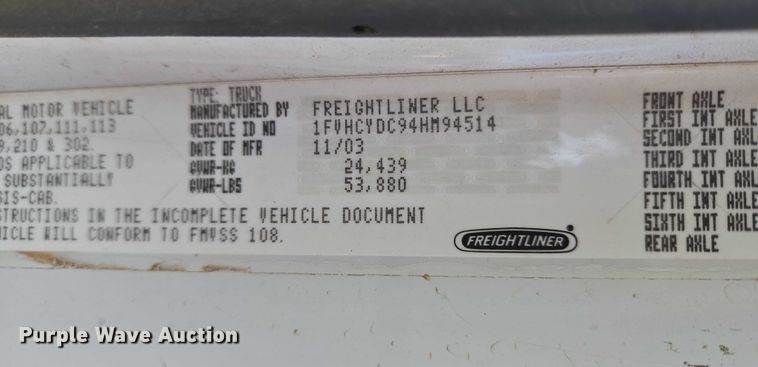 AL MOTOR VEHICLE
06,107,111,113
9,210 & 302.
OS APPLICABLE TO
SUBSTANTIALLY
SIS-CAB.
STRUCTIONS IN THE INCOMPLETE VEHICLE DOCUMENT
ICLE WILL CONFORM TO FMVSS 108.
TYPE: TRUCK
MANUFACTURED BY FREIGHTLINER LLC
VEHICLE ID NO 1FVHCYDC94HM94514
DATE OF MFR 11/03
GVWR-KG 24,439
GVWR-LBS 53,880
FREIGHTLINER
FRONT AXLE
FIRST INT AXLE
SECOND INT AXL
THIRD INT AXLE
FOURTH INT AXL
FIFTH INT AXLE
SIXTH INT AXLE
REAR AXLE
Purple Wave Auction